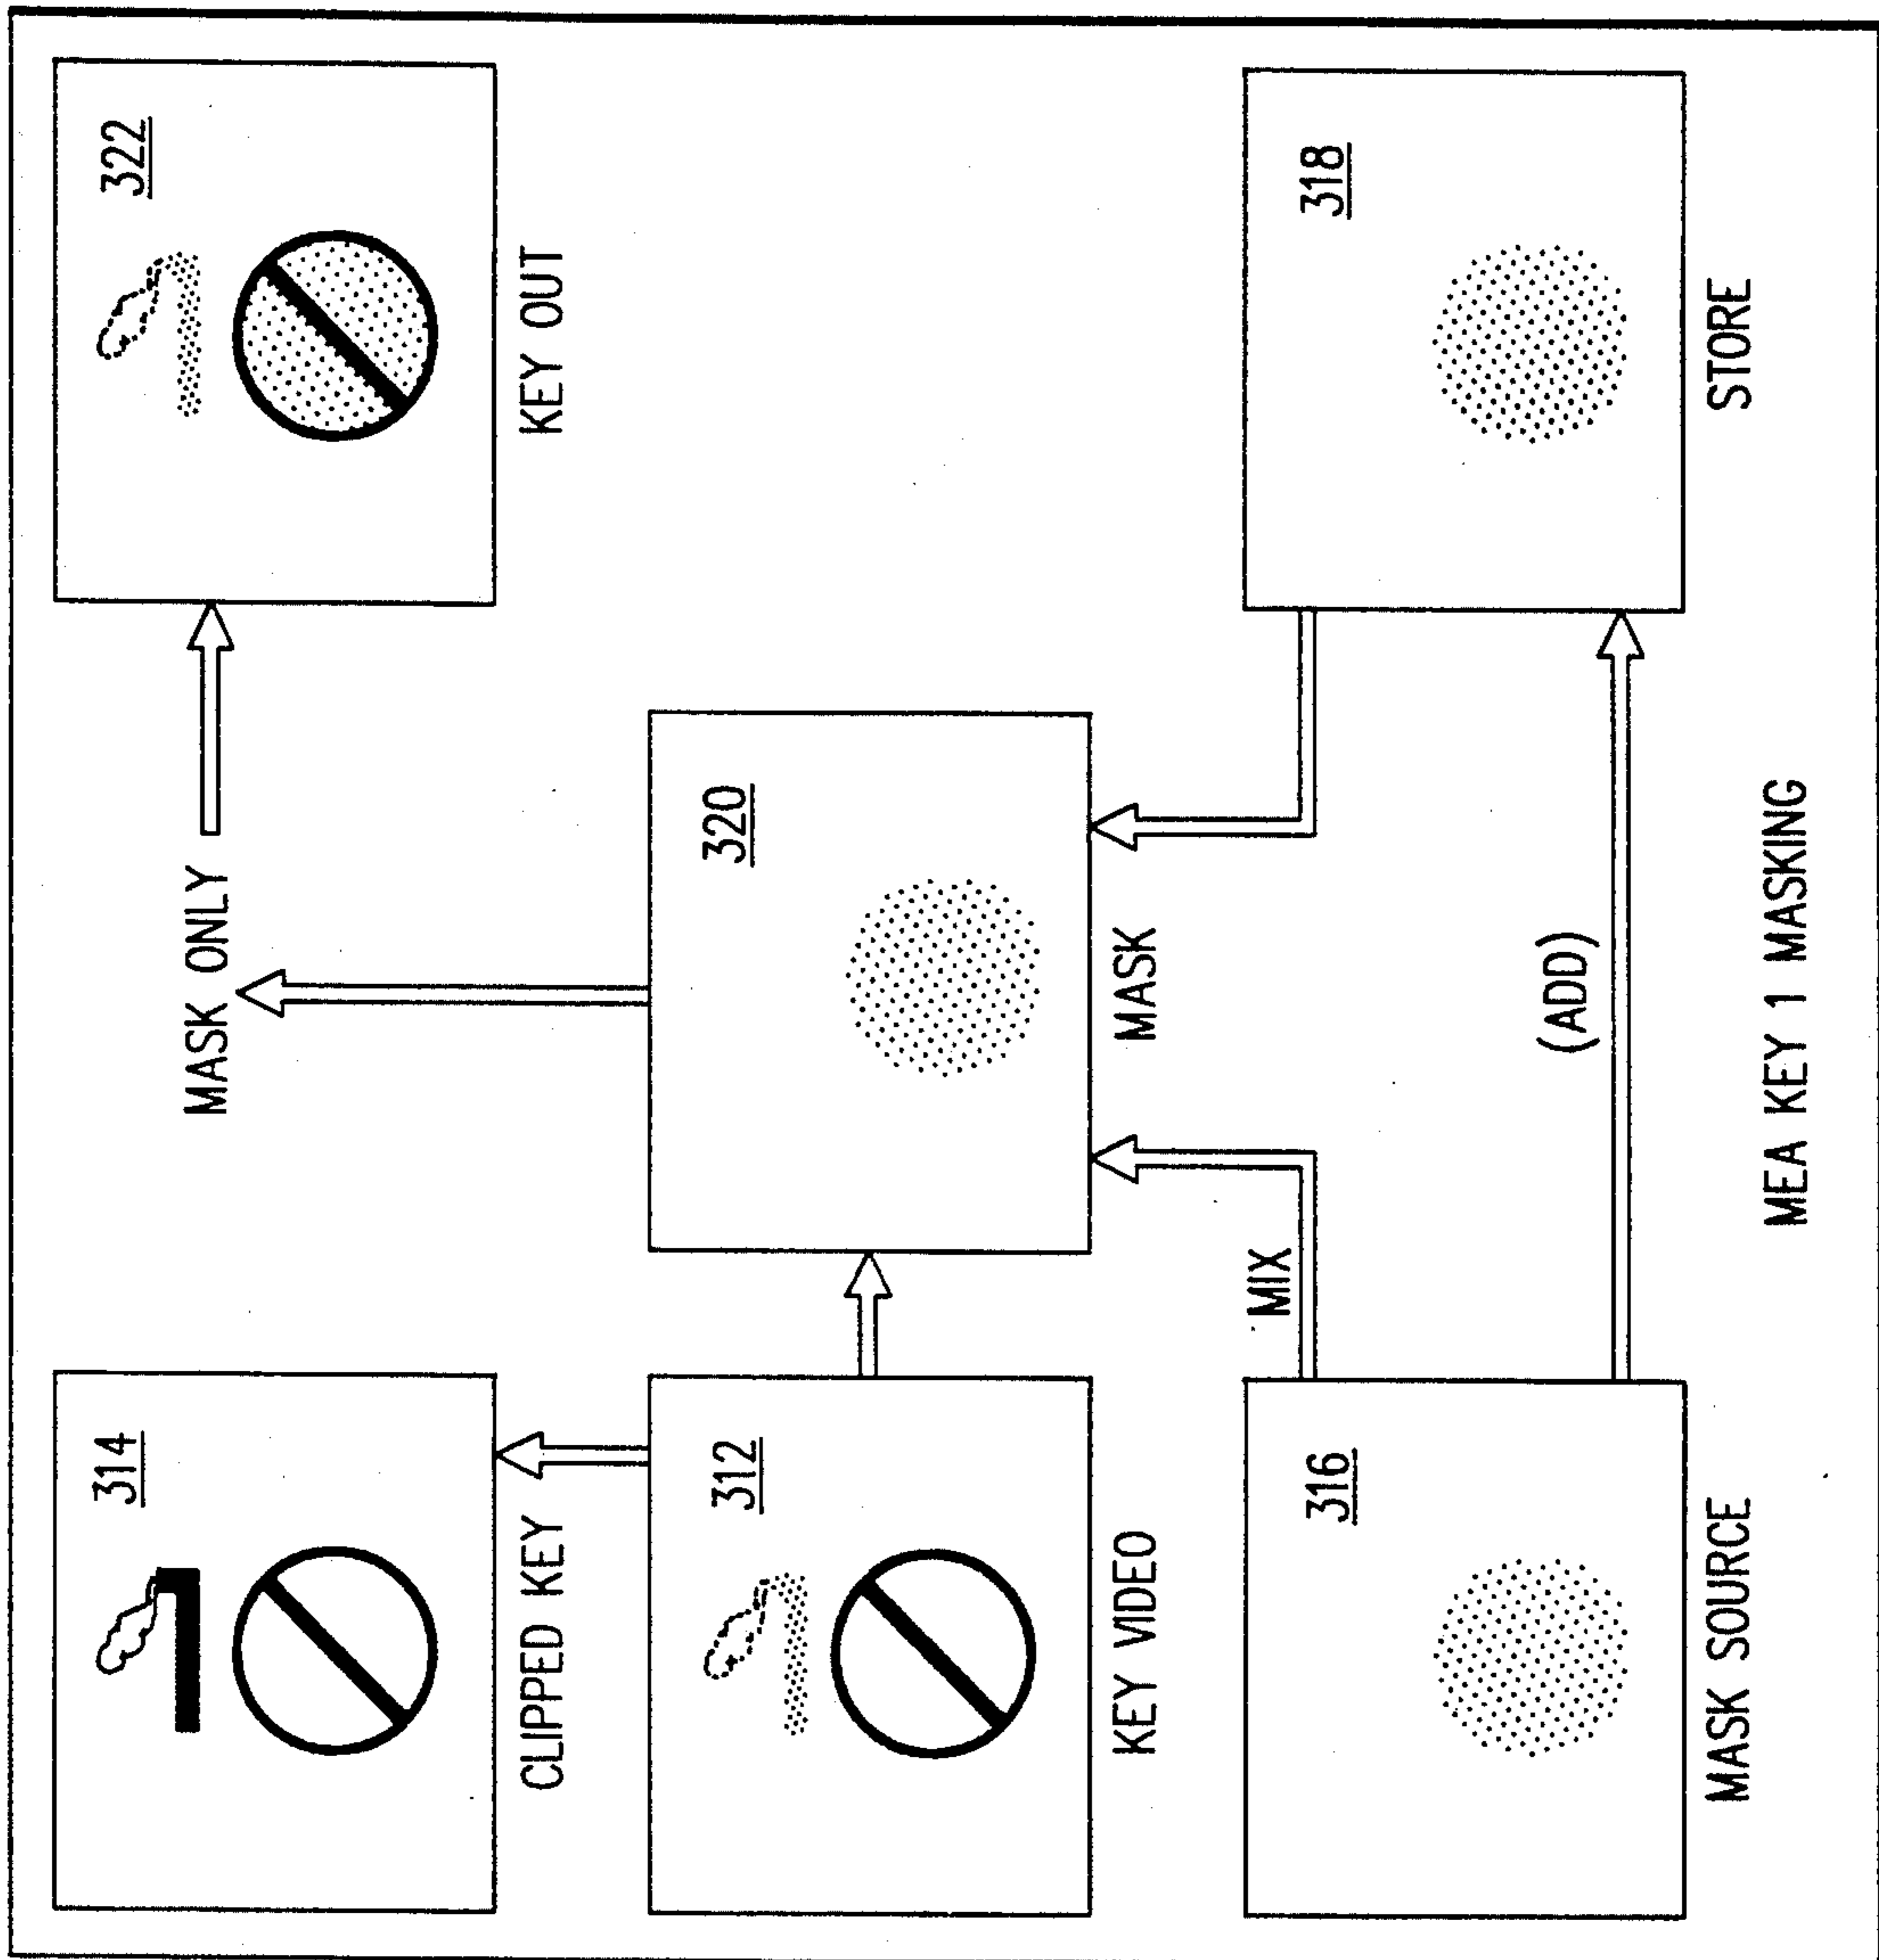 314
CLIPPED KEY
MASK ONLY
322
KEY OUT
312
KEY VIDEO
320
MASK
MIX
316
MASK SOURCE
(ADD)
318
STORE
MEA KEY 1 MASKING